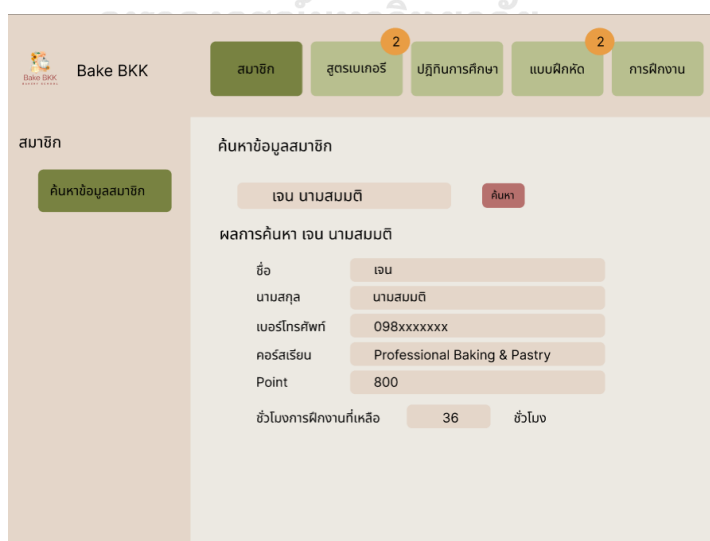 Bake BKK
Bake BKK
สมาชิก
สูตรเบเกอรี
2
ปฎิทินการศึกษา
แบบฝึกหัด
2
การฝึกงาน
สมาชิก
ค้นหาข้อมูลสมาชิก
ค้นหาข้อมูลสมาชิก
เจน นามสมมติ
ค้นหา
ผลการค้นหา เจน นามสมมติ
ชื่อ เจน
นามสกุล นามสมมติ
เบอร์โทรศัพท์ 098xxxxxxx
คอร์สเรียน Professional Baking & Pastry
Point 800
ชั่วโมงการฝึกงานที่เหลือ 36 ชั่วโมง